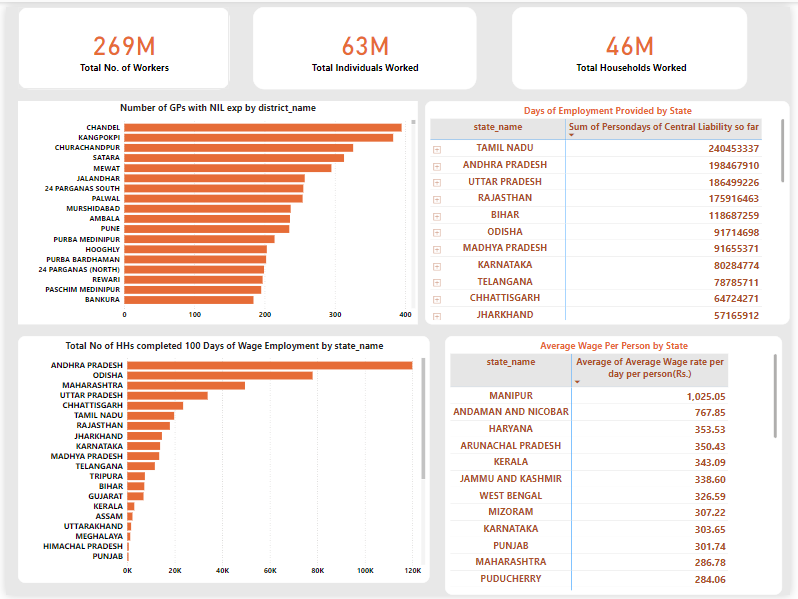 269M
Total No. of Workers
63M
Total Individuals Worked
46M
Total Households Worked
Number of GPs with NIL exp by district_name
CHANDEL
KANGPOKPI
CHURACHANDPUR
SATARA
MEWAT
JALANDHAR
24 PARGANAS SOUTH
PALWAL
MURSHIDABAD
AMBALA
PUNE
PURBA MEDINIPUR
HOOGHLY
PURBA BARDHAMAN
24 PARGANAS (NORTH)
REWARI
PASCHIM MEDINIPUR
BANKURA
0 100 200 300 400
Days of Employment Provided by State
state_name Sum of Persondays of Central Liability so far
TAMIL NADU 240453337
ANDHRA PRADESH 198467910
UTTAR PRADESH 186499226
RAJASTHAN 175916463
BIHAR 118687259
ODISHA 91714698
MADHYA PRADESH 91655371
KARNATAKA 80284774
TELANGANA 78785711
CHHATTISGARH 64724271
JHARKHAND 57165912
Total No of HHs completed 100 Days of Wage Employment by state_name
ANDHRA PRADESH
ODISHA
MAHARASHTRA
UTTAR PRADESH
CHHATTISGARH
TAMIL NADU
RAJASTHAN
JHARKHAND
KARNATAKA
MADHYA PRADESH
TELANGANA
TRIPURA
BIHAR
GUJARAT
KERALA
ASSAM
UTTARAKHAND
MEGHALAYA
HIMACHAL PRADESH
PUNJAB
0K 20K 40K 60K 80K 100K 120K
Average Wage Per Person by State
state_name Average of Average Wage rate per
day per person(Rs.)
MANIPUR 1,025.05
ANDAMAN AND NICOBAR 767.85
HARYANA 353.53
ARUNACHAL PRADESH 350.43
KERALA 343.09
JAMMU AND KASHMIR 338.60
WEST BENGAL 326.59
MIZORAM 307.22
KARNATAKA 303.65
PUNJAB 301.74
MAHARASHTRA 286.78
PUDUCHERRY 284.06